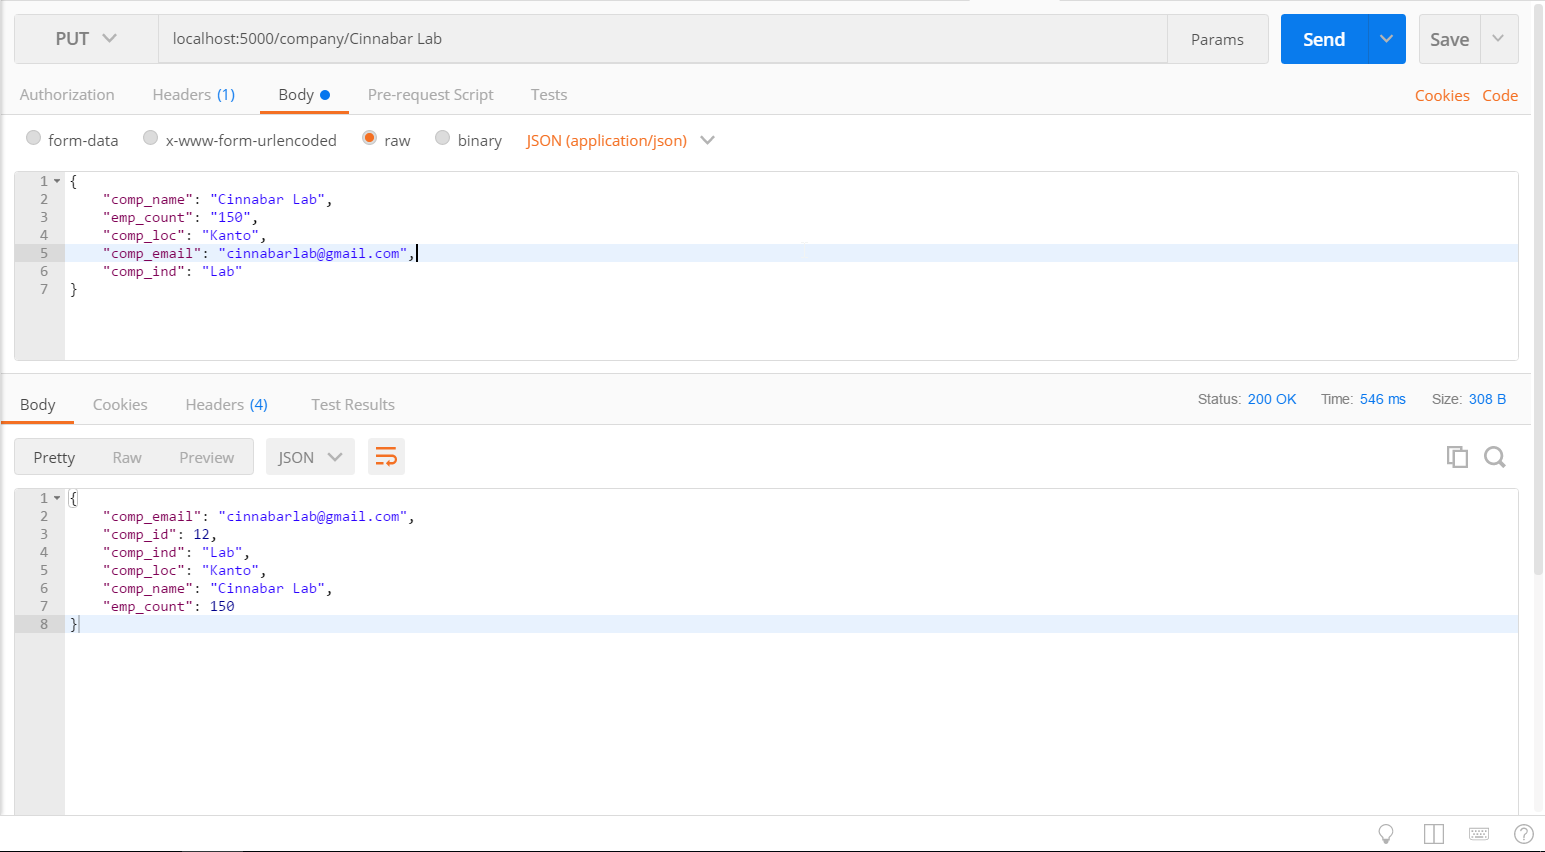 PUT localhost:5000/company/Cinnabar Lab Params Send Save
Authorization Headers (1) Body Pre-request Script Tests Cookies Code
form-data x-www-form-urlencoded raw binary JSON (application/json)
1 {
2 "comp_name": "Cinnabar Lab",
3 "emp_count": "150",
4 "comp_loc": "Kanto",
5 "comp_email": "cinnabarlab@gmail.com",
6 "comp_ind": "Lab"
7 }
Body Cookies Headers (4) Test Results Status: 200 OK Time: 546 ms Size: 308 B
Pretty Raw Preview JSON
1 {
2 "comp_email": "cinnabarlab@gmail.com",
3 "comp_id": 12,
4 "comp_ind": "Lab",
5 "comp_loc": "Kanto",
6 "comp_name": "Cinnabar Lab",
7 "emp_count": 150
8 }